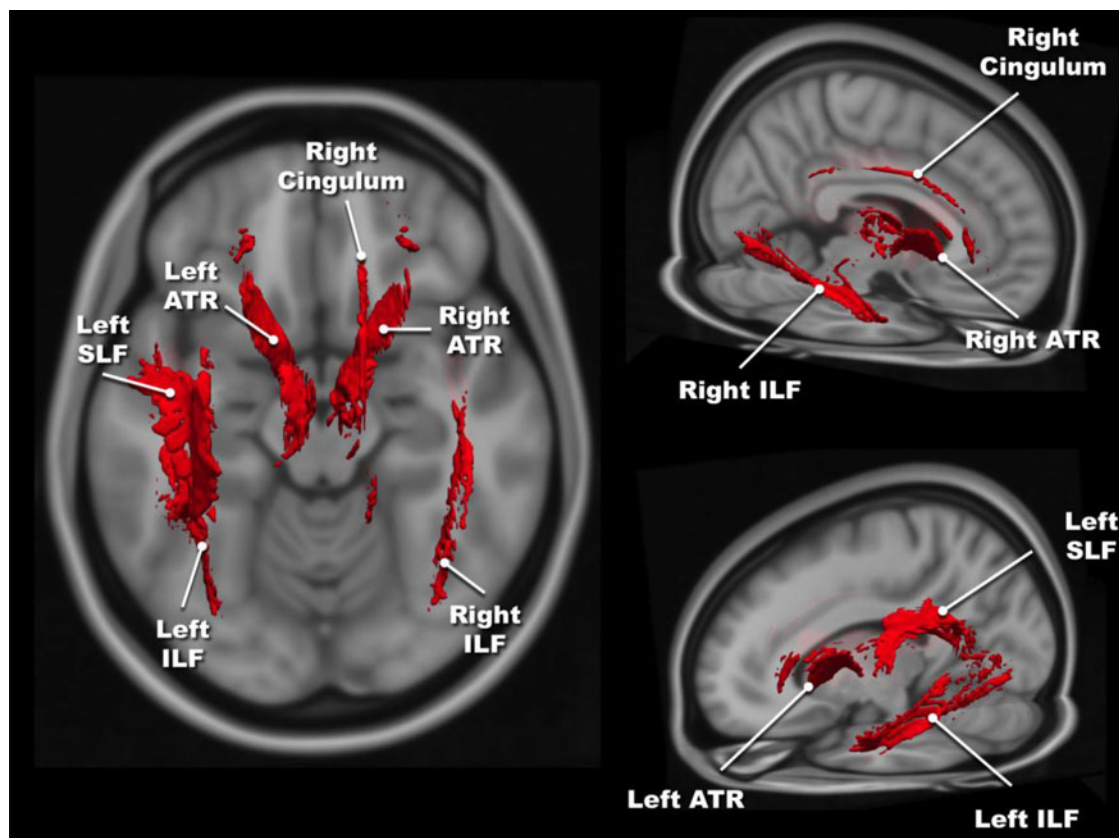 Right
Cingulum
Left
ATR
Left
SLF
Right
ATR
Left
ILF
Right
ILF
Right
Cingulum
Right ATR
Right ILF
Left
SLF
Left ATR
Left ILF